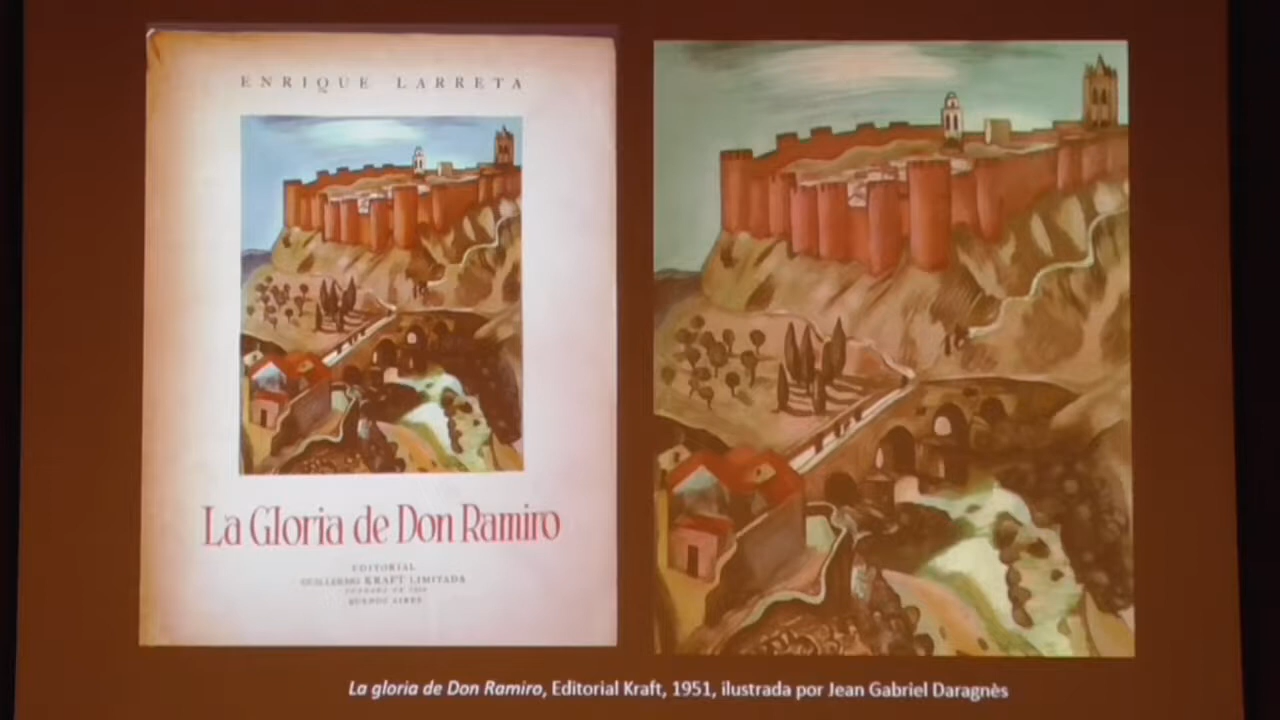 ENRIQUE LARRETA
La Gloria de Don Ramiro
EDITORIAL
GUILLERMO KRAFT LIMITADA
BUENOS AIRES
La gloria de Don Ramiro, Editorial Kraft, 1951, ilustrada por Jean Gabriel Daragnès